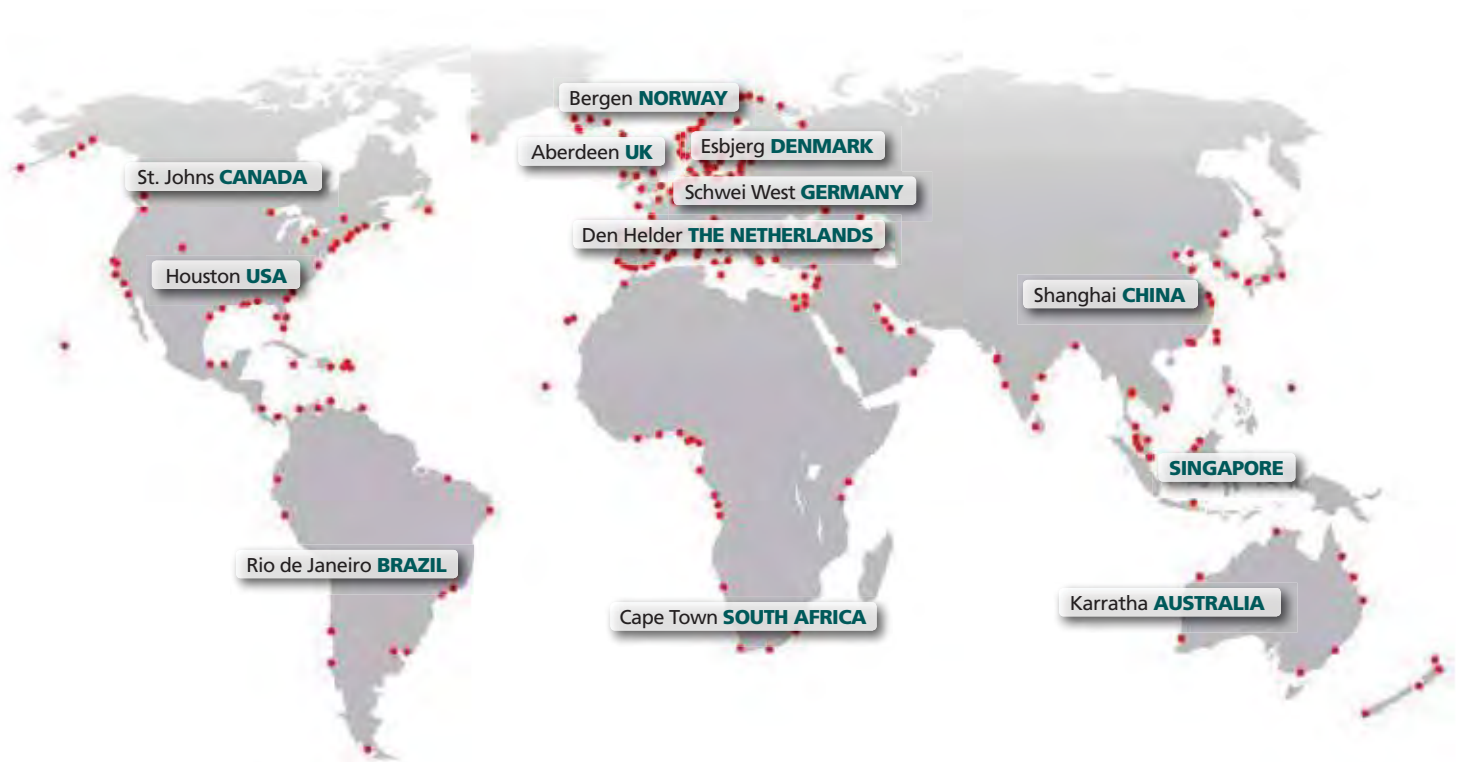 Bergen NORWAY
Aberdeen UK
Esbjerg DENMARK
St. Johns CANADA
Schwei West GERMANY
Den Helder THE NETHERLANDS
Houston USA
Shanghai CHINA
SINGAPORE
Rio de Janeiro BRAZIL
Cape Town SOUTH AFRICA
Karratha AUSTRALIA